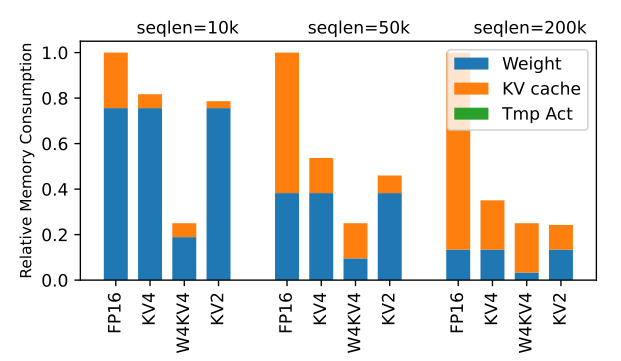 seqlen=10k seqlen=50k seqlen=200k
Relative Memory Consumption
1.0
0.8
0.6
0.4
0.2
0.0
Weight
KV cache
Tmp Act
FP16 KV4 W4KV4 KV2 FP16 KV4 W4KV4 KV2 FP16 KV4 W4KV4 KV2